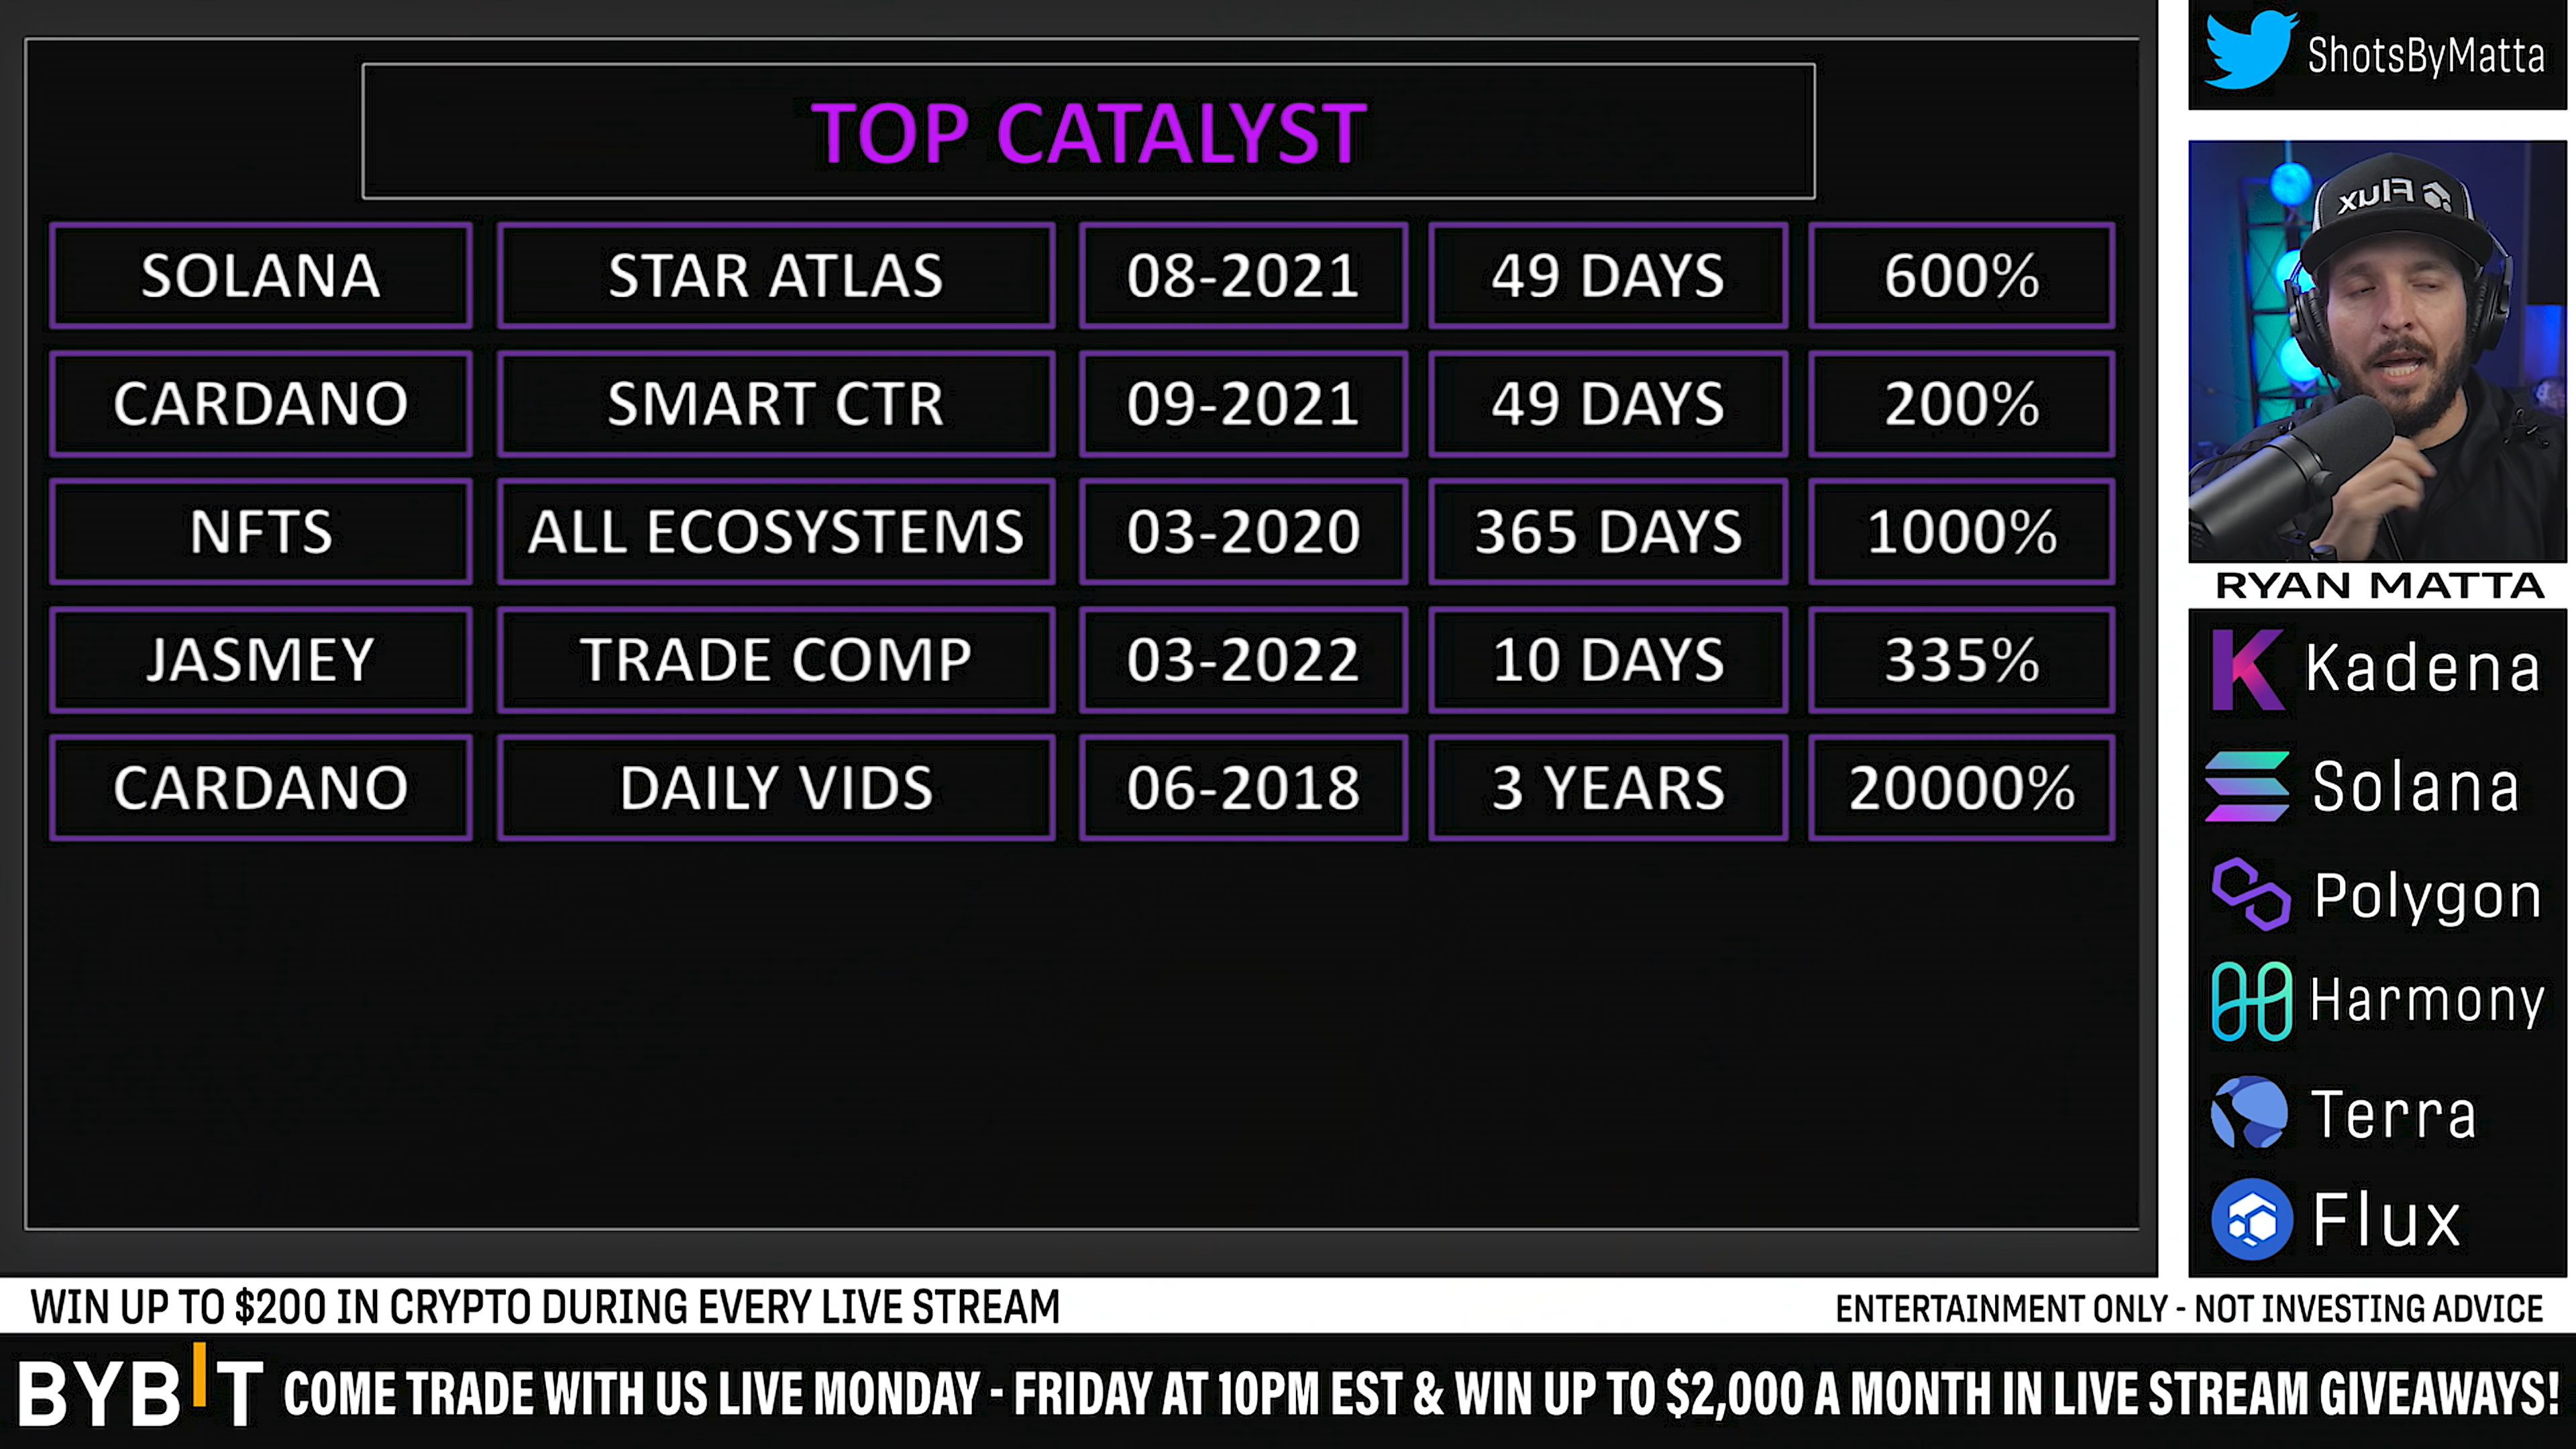 TOP CATALYST
SOLANA STAR ATLAS 08-2021 49 DAYS 600%
CARDANO SMART CTR 09-2021 49 DAYS 200%
NFTS ALL ECOSYSTEMS 03-2020 365 DAYS 1000%
JASMEY TRADE COMP 03-2022 10 DAYS 335%
CARDANO DAILY VIDS 06-2018 3 YEARS 20000%
ShotsByMatta
Flux
RYAN MATTA
Kadena
Solana
Polygon
Harmony
Terra
Flux
WIN UP TO $200 IN CRYPTO DURING EVERY LIVE STREAM
ENTERTAINMENT ONLY - NOT INVESTING ADVICE
BYBIT COME TRADE WITH US LIVE MONDAY - FRIDAY AT 10PM EST & WIN UP TO $2,000 A MONTH IN LIVE STREAM GIVEAWAYS!